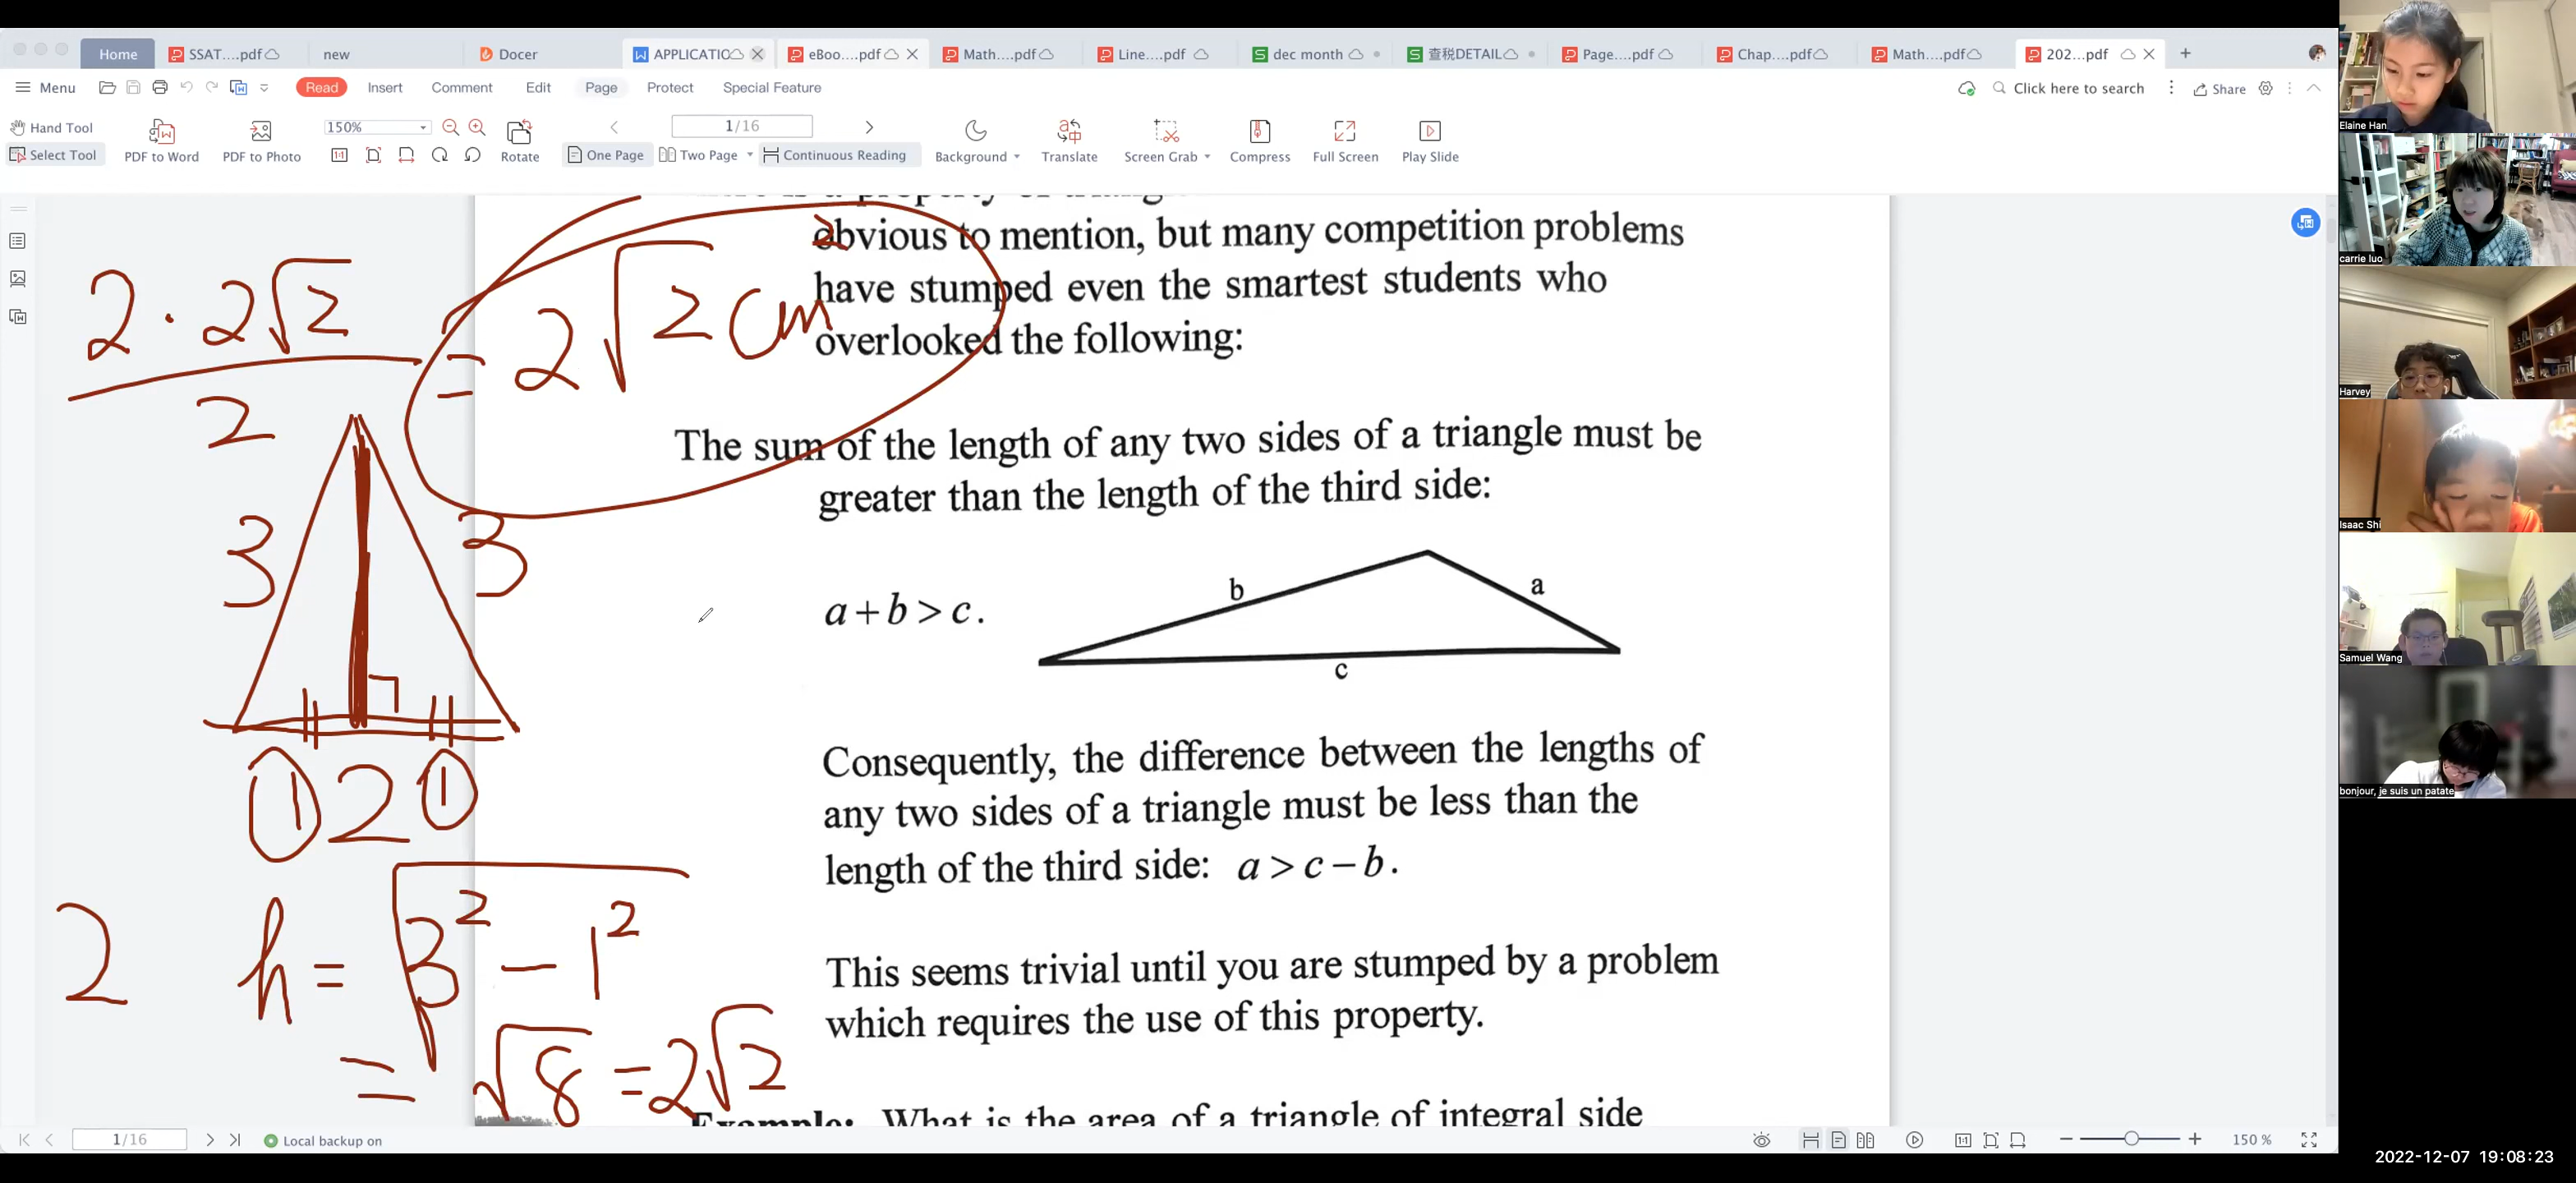 Home
SSAT....pdf
new
Docer
APPLICATIO
eBoo....pdf
Math....pdf
Line....pdf
dec month
查税DETAIL
Page....pdf
Chap....pdf
Math....pdf
202...pdf
Menu
Read
Insert
Comment
Edit
Page
Protect
Special Feature
Click here to search
Share
Hand Tool
Select Tool
PDF to Word
PDF to Photo
150%
Rotate
1/16
One Page
Two Page
Continuous Reading
Background
Translate
Screen Grab
Compress
Full Screen
Play Slide
obvious to mention, but many competition problems
have stumped even the smartest students who
overlooked the following:
The sum of the length of any two sides of a triangle must be
greater than the length of the third side:
a + b > c.
b
a
c
Consequently, the difference between the lengths of
any two sides of a triangle must be less than the
length of the third side: a > c – b.
This seems trivial until you are stumped by a problem
which requires the use of this property.
Example: What is the area of a triangle of integral side
2 · 2√2
2
= 2√2 cm²
3
3
① 2 ①
2
h = √3² – 1²
= √8 = 2√2
1/16
Local backup on
150 %
Elaine Han
carrie luo
Harvey
Isaac Shi
Samuel Wang
bonjour, je suis un patate
2022-12-07 19:08:23